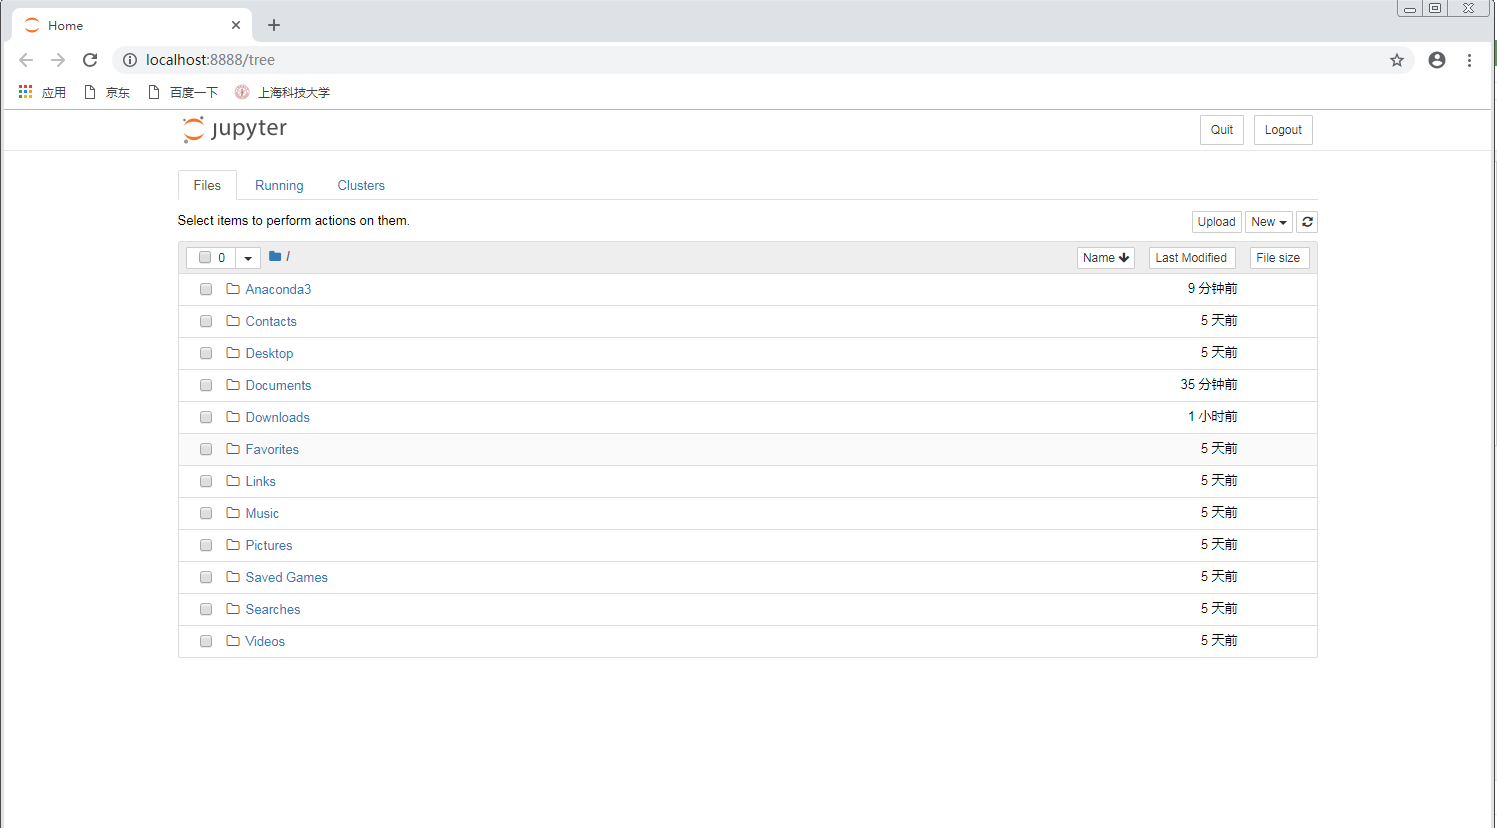 Home
localhost:8888/tree
应用 京东 百度一下 上海科技大学
jupyter Quit Logout
Files Running Clusters
Select items to perform actions on them. Upload New
0 / Name Last Modified File size
Anaconda3 9 分钟前
Contacts 5 天前
Desktop 5 天前
Documents 35 分钟前
Downloads 1 小时前
Favorites 5 天前
Links 5 天前
Music 5 天前
Pictures 5 天前
Saved Games 5 天前
Searches 5 天前
Videos 5 天前